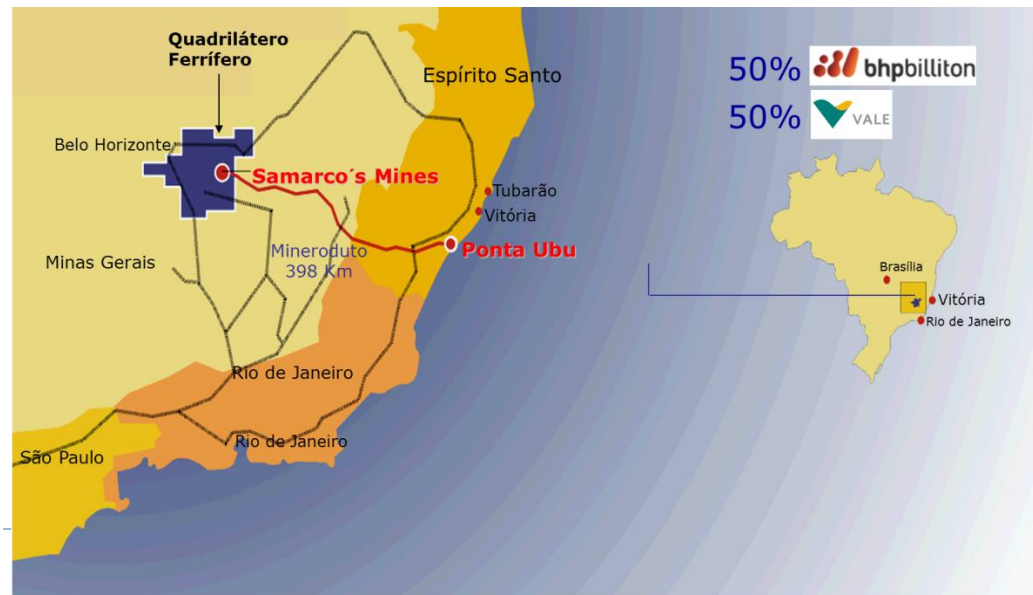 Quadrilátero
Ferrífero
Espírito Santo
50% bhpbilliton
50% VALE
Belo Horizonte
Samarco´s Mines
Tubarão
Vitória
Ponta Ubu
Mineroduto
398 Km
Minas Gerais
Brasília
Vitória
Rio de Janeiro
Rio de Janeiro
Rio de Janeiro
São Paulo